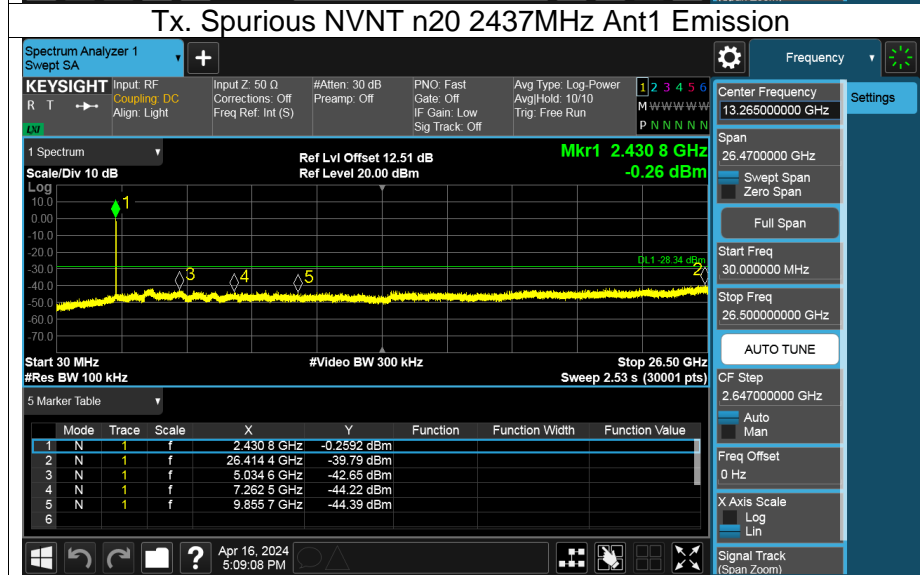 Tx. Spurious NVNT n20 2437MHz Ant1 Emission
Spectrum Analyzer 1
Swept SA
+
Frequency
KEYSIGHT
R T
LXI
Input: RF
Coupling: DC
Align: Light
Input Z: 50 Ω
Corrections: Off
Freq Ref: Int (S)
#Atten: 30 dB
Preamp: Off
PNO: Fast
Gate: Off
IF Gain: Low
Sig Track: Off
Avg Type: Log-Power
Avg|Hold: 10/10
Trig: Free Run
1 2 3 4 5 6
M W W W W W
P N N N N N
1 Spectrum
Scale/Div 10 dB
Ref Lvl Offset 12.51 dB
Ref Level 20.00 dBm
Mkr1 2.430 8 GHz
-0.26 dBm
Log
10.0
0.00
-10.0
-20.0
-30.0
-40.0
-50.0
-60.0
-70.0
1
3
4
5
2
DL1 -28.34 dBm
Start 30 MHz
#Res BW 100 kHz
#Video BW 300 kHz
Stop 26.50 GHz
Sweep 2.53 s (30001 pts)
5 Marker Table
Mode Trace Scale X Y Function Function Width Function Value
1 N 1 f 2.430 8 GHz -0.2592 dBm
2 N 1 f 26.414 4 GHz -39.79 dBm
3 N 1 f 5.034 6 GHz -42.65 dBm
4 N 1 f 7.262 5 GHz -44.22 dBm
5 N 1 f 9.855 7 GHz -44.39 dBm
6
Apr 16, 2024
5:09:08 PM
?
Center Frequency
13.265000000 GHz
Settings
Span
26.4700000 GHz
Swept Span
Zero Span
Full Span
Start Freq
30.000000 MHz
Stop Freq
26.500000000 GHz
AUTO TUNE
CF Step
2.647000000 GHz
Auto
Man
Freq Offset
0 Hz
X Axis Scale
Log
Lin
Signal Track
(Span Zoom)